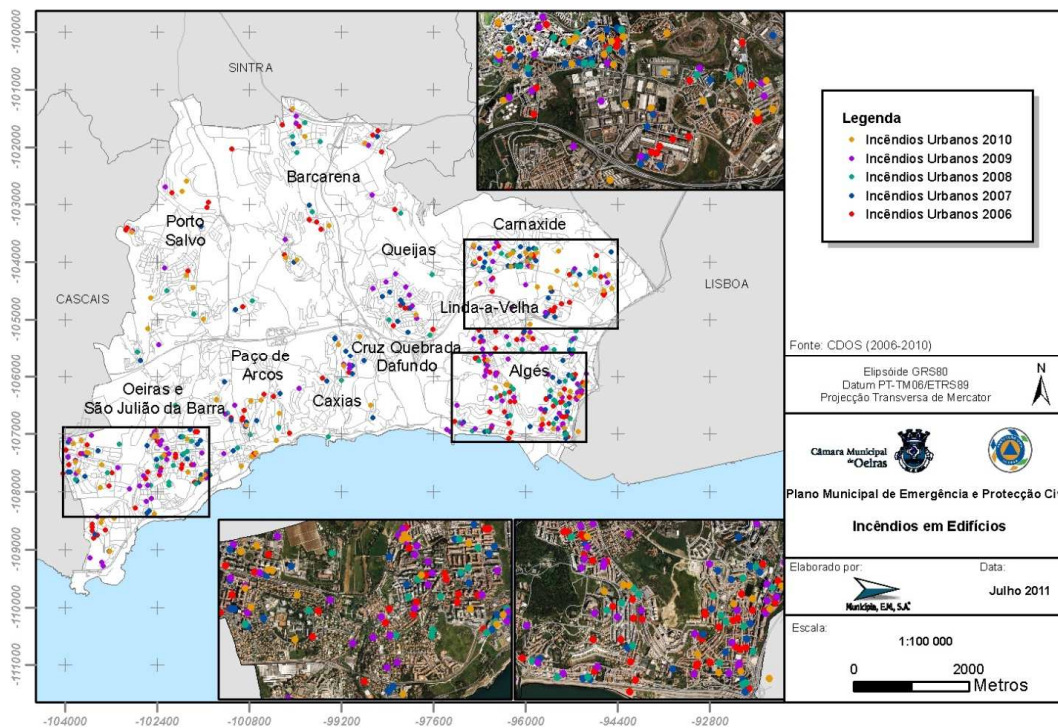 -100000
-101000
-102000
-103000
-104000
-105000
-106000
-107000
-108000
-109000
-110000
-111000
SINTRA
Barcarena
Porto
Salvo
Queijas
Carnaxide
CASCAIS
LISBOA
Linda-a-Velha
Cruz Quebrada
Dafundo
Paço de
Arcos
Algés
Oeiras e
São Julião da Barra
Caxias
-104000 -102400 -100800 -99200 -97600 -96000 -94400 -92800
Legenda
Incêndios Urbanos 2010
Incêndios Urbanos 2009
Incêndios Urbanos 2008
Incêndios Urbanos 2007
Incêndios Urbanos 2006
Fonte: CDOS (2006-2010)
Elipsóide GRS80
Datum PT-TM06/ETRS89
Projecção Transversa de Mercator
N
Câmara Municipal
de Oeiras
Plano Municipal de Emergência e Protecção Ci
Incêndios em Edifícios
Elaborado por:
Data:
Município, E.M., S.A.
Julho 2011
Escala:
1:100 000
0 2000
Metros